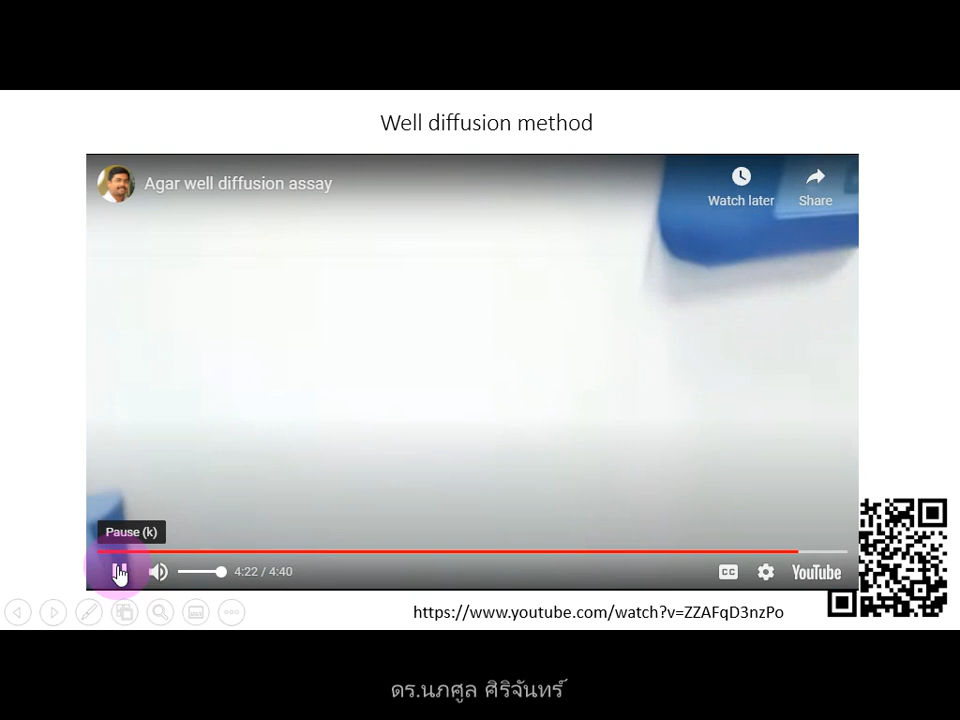 Well diffusion method
Agar well diffusion assay
Watch later
Share
Pause (k)
4:22 / 4:40
CC
YouTube
https://www.youtube.com/watch?v=ZZAFqD3nzPo
ดร.นภศูล ศิริจันทร์